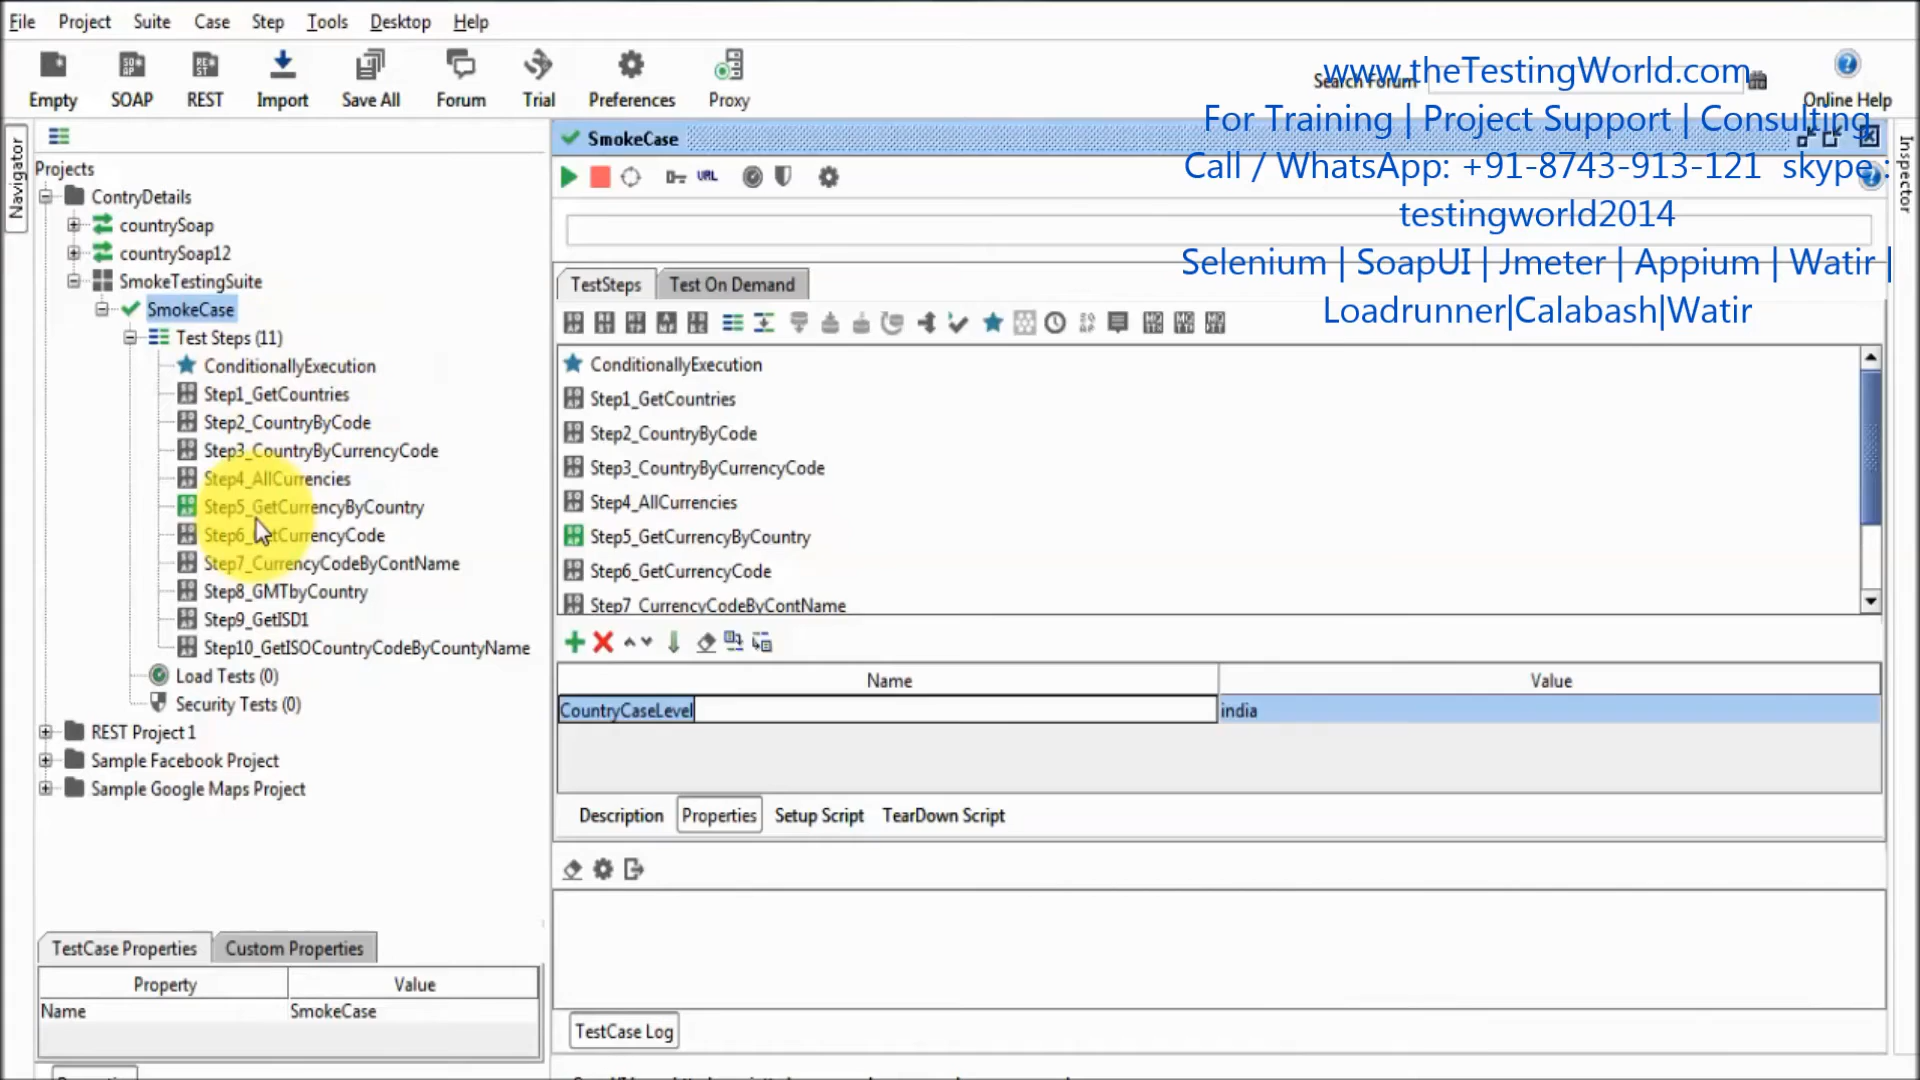 File Project Suite Case Step Tools Desktop Help
Empty SOAP REST Import Save All Forum Trial Preferences Proxy Search Forum Online Help
www.theTestingWorld.com
For Training | Project Support | Consulting
Call / WhatsApp: +91-8743-913-121 skype :
testingworld2014
Selenium | SoapUI | Jmeter | Appium | Watir |
Loadrunner|Calabash|Watir
Navigator
Inspector
Projects
ContryDetails
countrySoap
countrySoap12
SmokeTestingSuite
SmokeCase
Test Steps (11)
ConditionallyExecution
Step1_GetCountries
Step2_CountryByCode
Step3_CountryByCurrencyCode
Step4_AllCurrencies
Step5_GetCurrencyByCountry
Step6_GetCurrencyCode
Step7_CurrencyCodeByContName
Step8_GMTbyCountry
Step9_GetISD1
Step10_GetISOCountryCodeByCountyName
Load Tests (0)
Security Tests (0)
REST Project 1
Sample Facebook Project
Sample Google Maps Project
TestCase Properties Custom Properties
Property Value
Name SmokeCase
SmokeCase
URL
TestSteps Test On Demand
ConditionallyExecution
Step1_GetCountries
Step2_CountryByCode
Step3_CountryByCurrencyCode
Step4_AllCurrencies
Step5_GetCurrencyByCountry
Step6_GetCurrencyCode
Step7_CurrencyCodeByContName
Name Value
CountryCaseLevel india
Description Properties Setup Script TearDown Script
TestCase Log